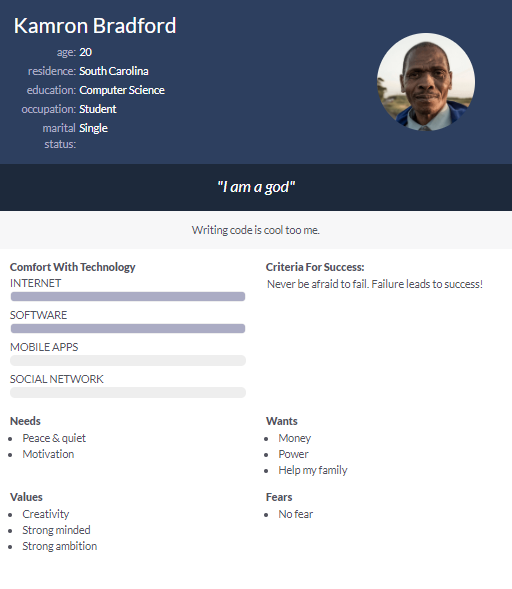 Kamron Bradford
age: 20
residence: South Carolina
education: Computer Science
occupation: Student
marital status: Single
"I am a god"
Writing code is cool too me.
Comfort With Technology
INTERNET
SOFTWARE
MOBILE APPS
SOCIAL NETWORK
Criteria For Success:
Never be afraid to fail. Failure leads to success!
Needs
Peace & quiet
Motivation
Wants
Money
Power
Help my family
Values
Creativity
Strong minded
Strong ambition
Fears
No fear